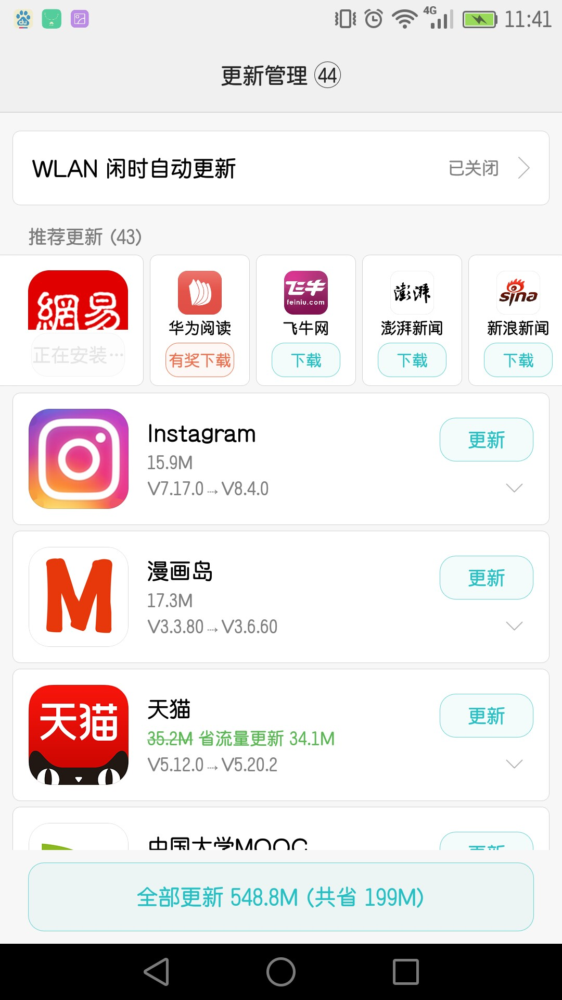 du
4G 11:41
更新管理 44
WLAN 闲时自动更新 已关闭
推荐更新 (43)
網易
正在安装…
华为阅读
有奖下载
飞牛
feiniu.com
飞牛网
下载
澎湃
澎湃新闻
下载
sina
新浪新闻
下载
Instagram
15.9M
V7.17.0⤍V8.4.0
更新
M
漫画岛
17.3M
V3.3.80⤍V3.6.60
更新
天猫
天猫
35.2M 省流量更新 34.1M
V5.12.0⤍V5.20.2
更新
中国大学MOOC
更新
全部更新 548.8M (共省 199M)